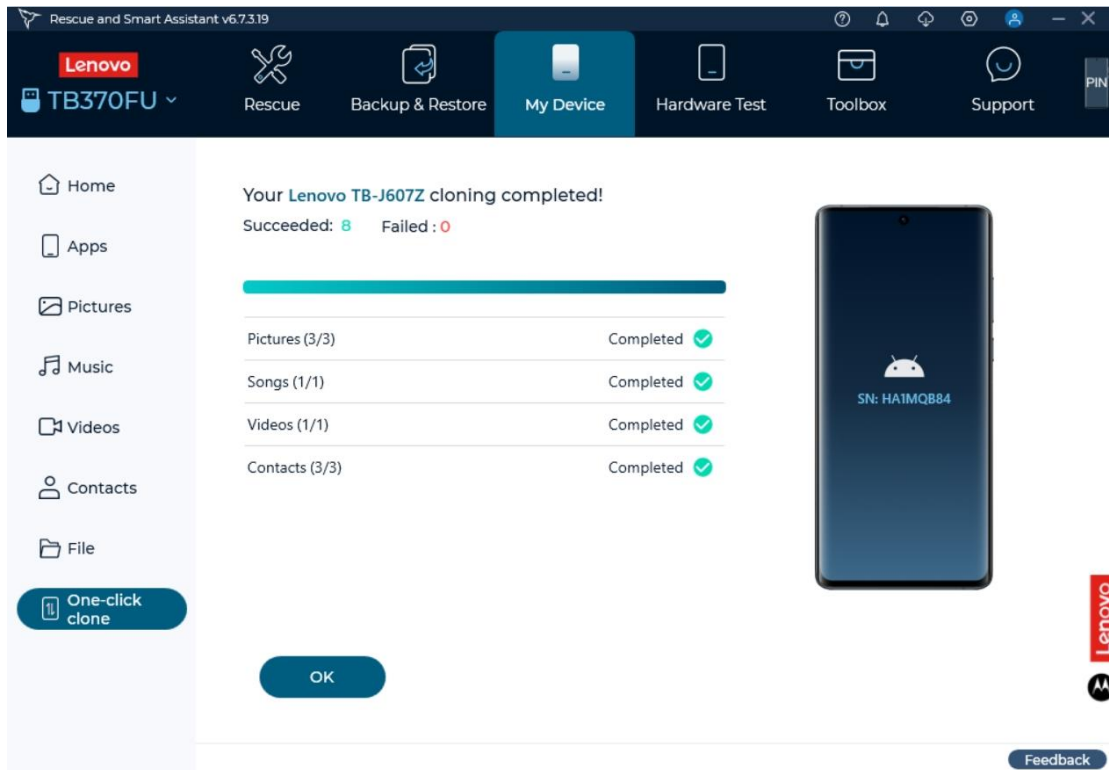 Rescue and Smart Assistant v6.7.3.19
Lenovo
TB370FU
Rescue
Backup & Restore
My Device
Hardware Test
Toolbox
Support
PIN
Home
Apps
Pictures
Music
Videos
Contacts
File
One-click
clone
Your Lenovo TB-J607Z cloning completed!
Succeeded: 8 Failed : 0
Pictures (3/3) Completed
Songs (1/1) Completed
Videos (1/1) Completed
Contacts (3/3) Completed
OK
SN: HA1MQB84
Lenovo
Feedback